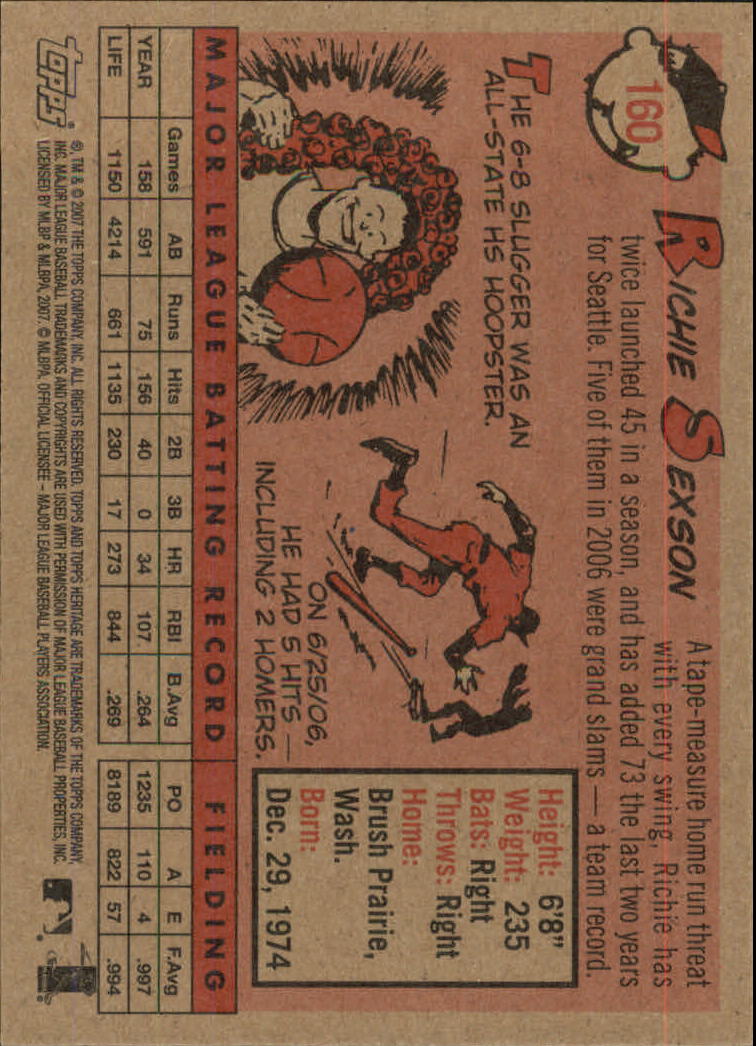 160
RICHIE SEXSON
A tape-measure home run threat
with every swing, Richie has
twice launched 45 in a season, and has added 73 the last two years
for Seattle. Five of them in 2006 were grand slams — a team record.
THE 6-8 SLUGGER WAS AN
ALL-STATE HS HOOPSTER.
ON 6/25/06,
HE HAD 5 HITS —
INCLUDING 2 HOMERS.
Height: 6'8"
Weight: 235
Bats: Right
Throws: Right
Home:
Brush Prairie,
Wash.
Born:
Dec. 29, 1974
MAJOR LEAGUE BATTING RECORD FIELDING
Games AB Runs Hits 2B 3B HR RBI B.Avg PO A E F.Avg
YEAR 158 591 75 156 40 0 34 107 .264 1235 110 4 .997
LIFE 1150 4214 661 1135 230 17 273 844 .269 8189 822 57 .994
Topps
®, TM & © 2007 THE TOPPS COMPANY, INC. ALL RIGHTS RESERVED. TOPPS AND TOPPS HERITAGE ARE TRADEMARKS OF THE TOPPS COMPANY,
INC. MAJOR LEAGUE BASEBALL TRADEMARKS AND COPYRIGHTS ARE USED WITH PERMISSION OF MAJOR LEAGUE BASEBALL PROPERTIES, INC.
LICENSED BY MLBP & MLBPA, 2007. © MLBPA. OFFICIAL LICENSEE – MAJOR LEAGUE BASEBALL PLAYERS ASSOCIATION.